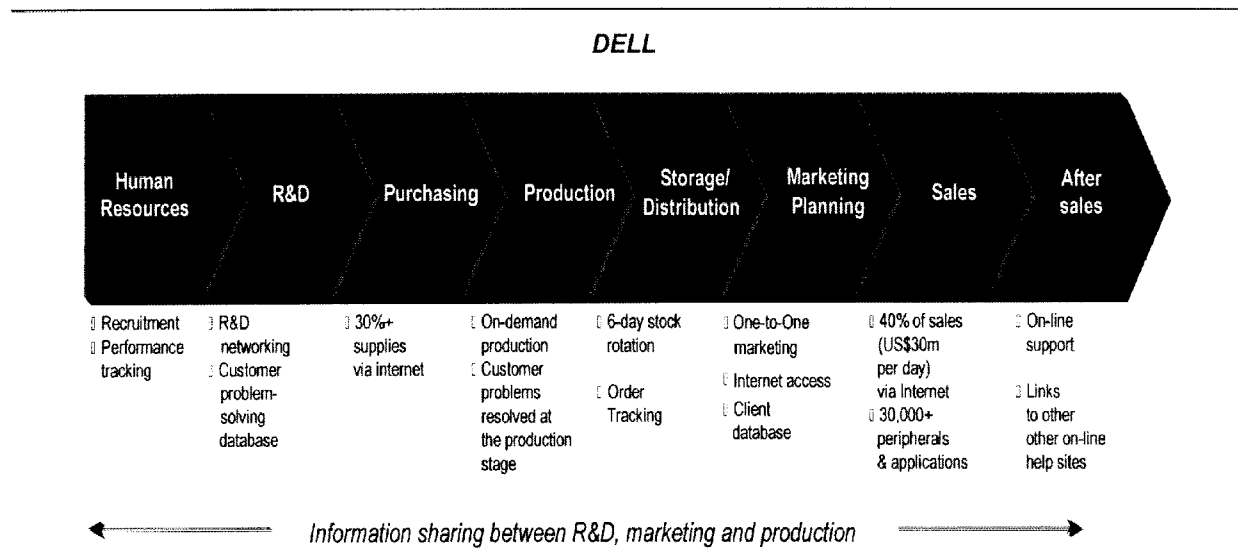 DELL
Human
Resources
R&D
Purchasing
Production
Storage/
Distribution
Marketing
Planning
Sales
After
sales
Recruitment
Performance
tracking
R&D
networking
Customer
problem-
solving
database
30%+
supplies
via internet
On-demand
production
Customer
problems
resolved at
the production
stage
6-day stock
rotation
Order
Tracking
One-to-One
marketing
Internet access
Client
database
40% of sales
(US$30m
per day)
via Internet
30,000+
peripherals
& applications
On-line
support
Links
to other
other on-line
help sites
Information sharing between R&D, marketing and production